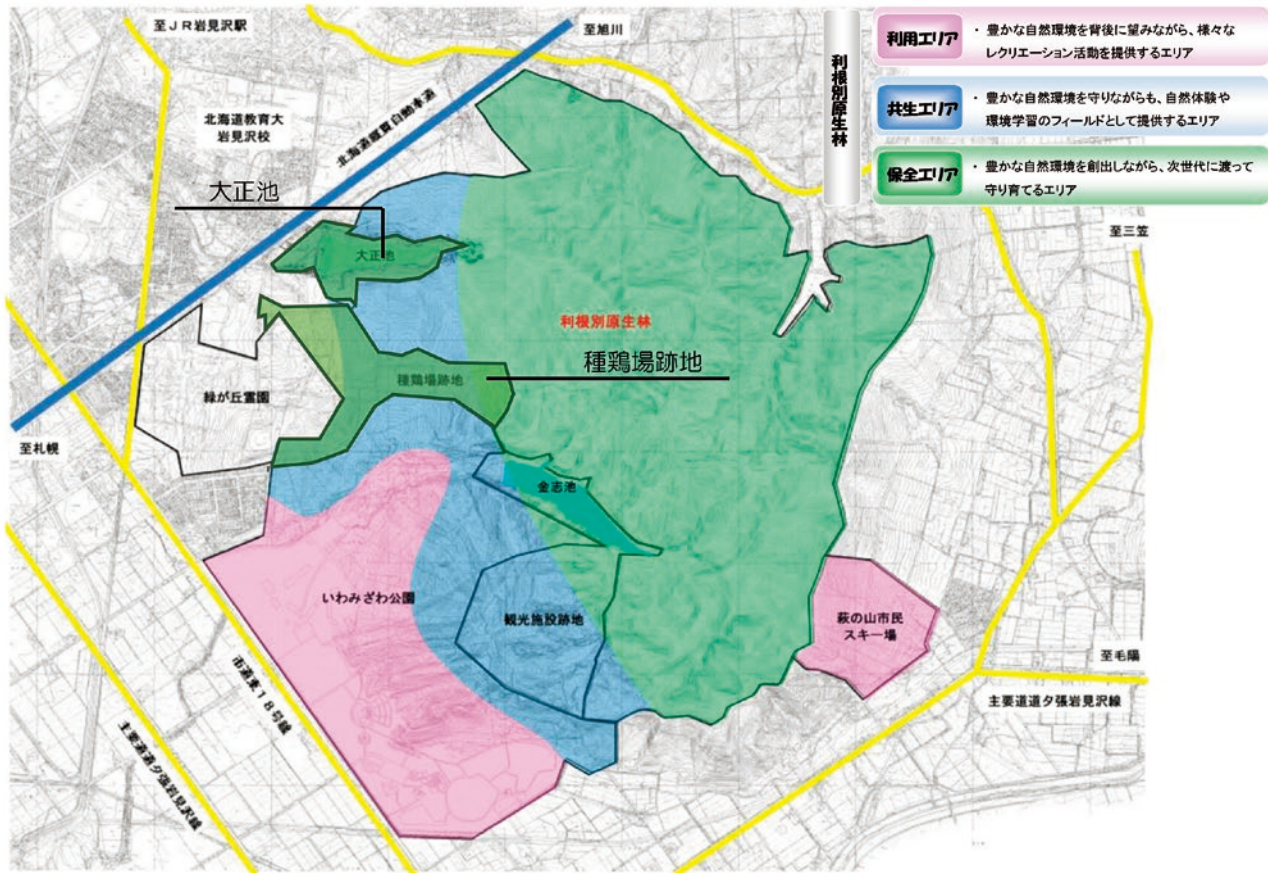 至JR岩見沢駅
至旭川
利根別原生林
利用エリア
・豊かな自然環境を背後に望みながら、様々な
レクリエーション活動を提供するエリア
共生エリア
・豊かな自然環境を守りながらも、自然体験や
環境学習のフィールドとして提供するエリア
保全エリア
・豊かな自然環境を創出しながら、次世代に渡って
守り育てるエリア
北海道教育大
岩見沢校
北海道縦貫自動車道
大正池
大正池
至三笠
利根別原生林
種鶏場跡地
種鶏場跡地
緑が丘霊園
至札幌
金志池
いわみざわ公園
観光施設跡地
萩の山市民
スキー場
至毛陽
主要道道夕張岩見沢線
市道東18号線
主要道道夕張岩見沢線